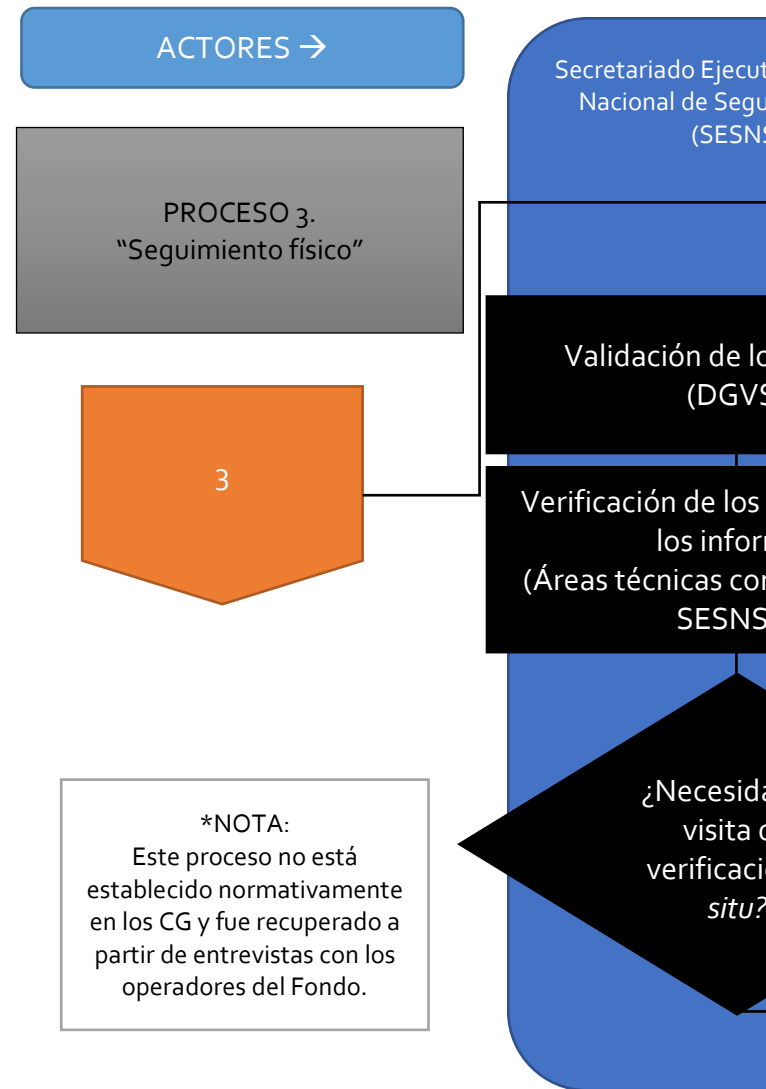 ACTORES →
Secretariado Ejecut
Nacional de Segu
(SESNS
PROCESO 3.
“Seguimiento físico”
Validación de lo
(DGVS
3
Verificación de los
los infor
(Áreas técnicas co
SESNS
¿Necesida
visita
verificaci
situ?
*NOTA:
Este proceso no está
establecido normativamente
en los CG y fue recuperado a
partir de entrevistas con los
operadores del Fondo.